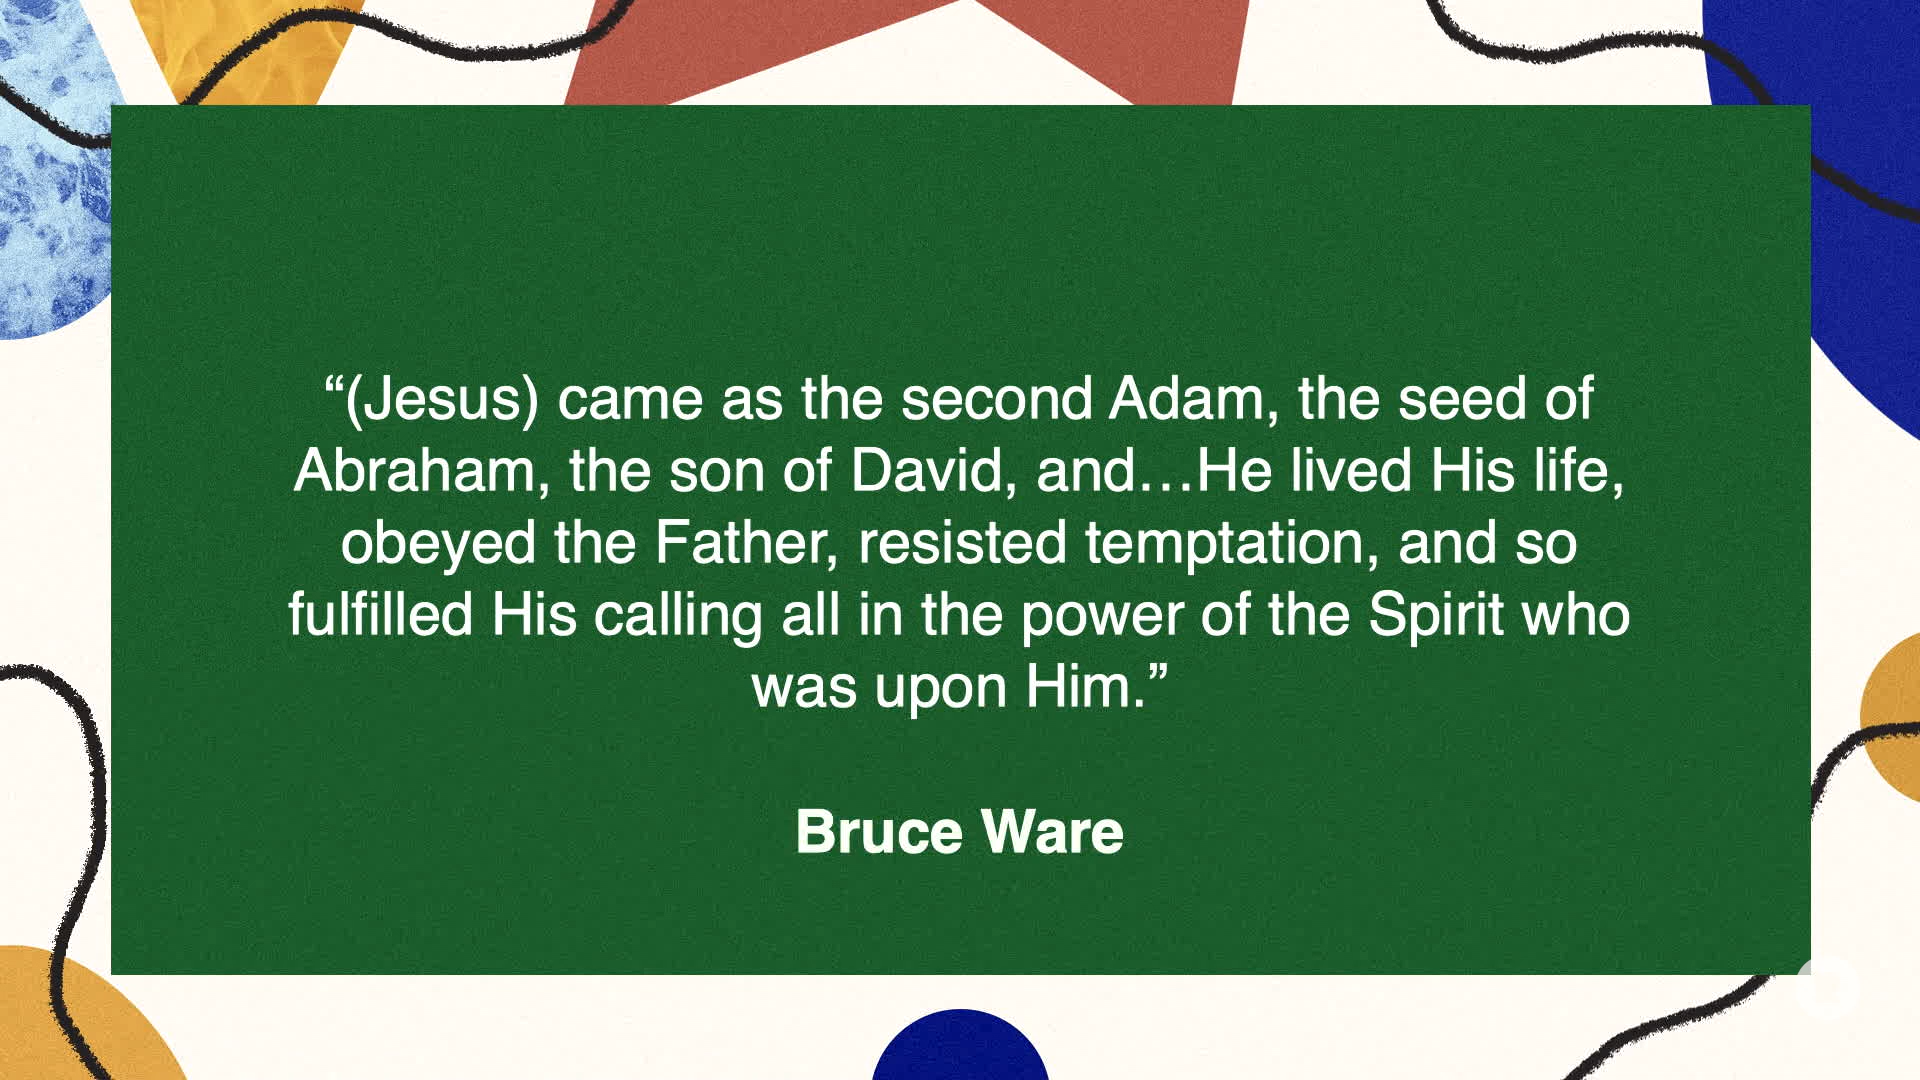 “(Jesus) came as the second Adam, the seed of
Abraham, the son of David, and…He lived His life,
obeyed the Father, resisted temptation, and so
fulfilled His calling all in the power of the Spirit who
was upon Him.”
Bruce Ware